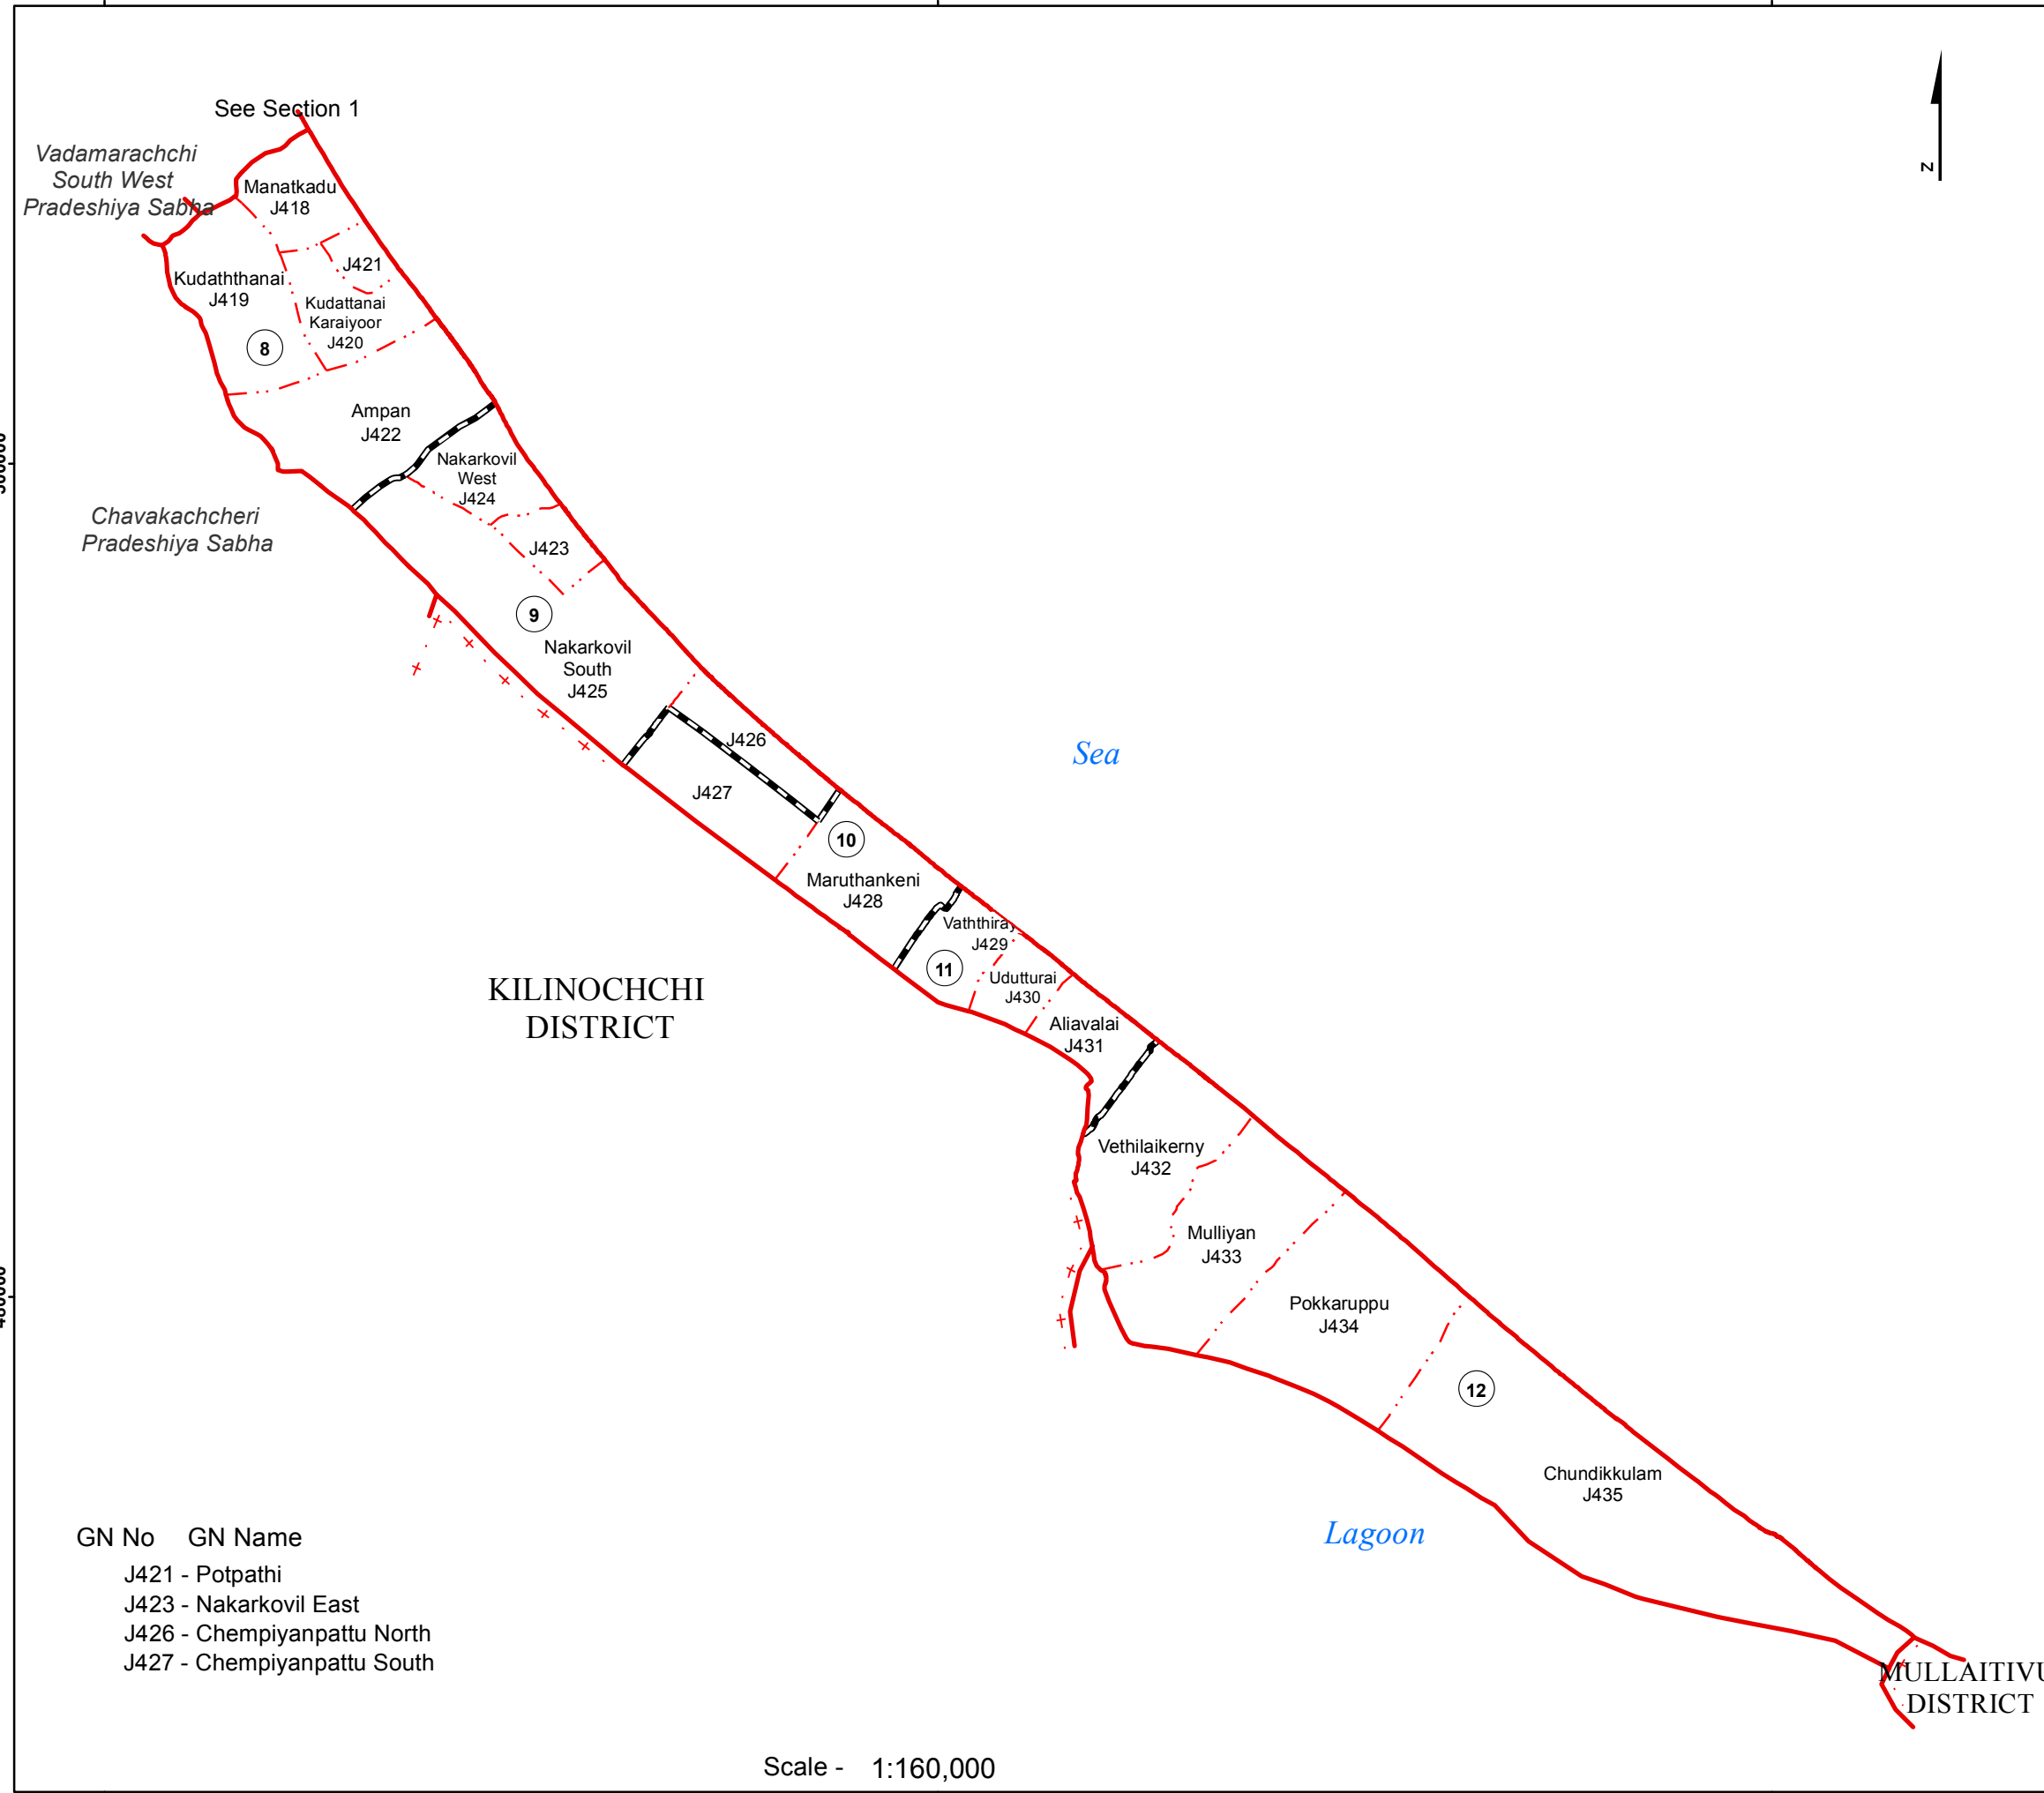 See Section 1
Vadamarachchi
South West
Pradeshiya Sabha
z
Manatkadu
J418
J421
Kudaththanai
J419
Kudattanai
Karaiyoor
J420
8
Ampan
J422
Nakarkovil
West
J424
Chavakachcheri
Pradeshiya Sabha
J423
9
Nakarkovil
South
J425
J426
Sea
J427
10
Maruthankeni
J428
Vaththiray
J429
11
Udutturai
J430
KILINOCHCHI
DISTRICT
Aliavalai
J431
Vethilaikerny
J432
Mulliyan
J433
Pokkaruppu
J434
12
Chundikkulam
J435
Lagoon
GN No GN Name
J421 - Potpathi
J423 - Nakarkovil East
J426 - Chempiyanpattu North
J427 - Chempiyanpattu South
MULLAITIVU
DISTRICT
Scale - 1:160,000